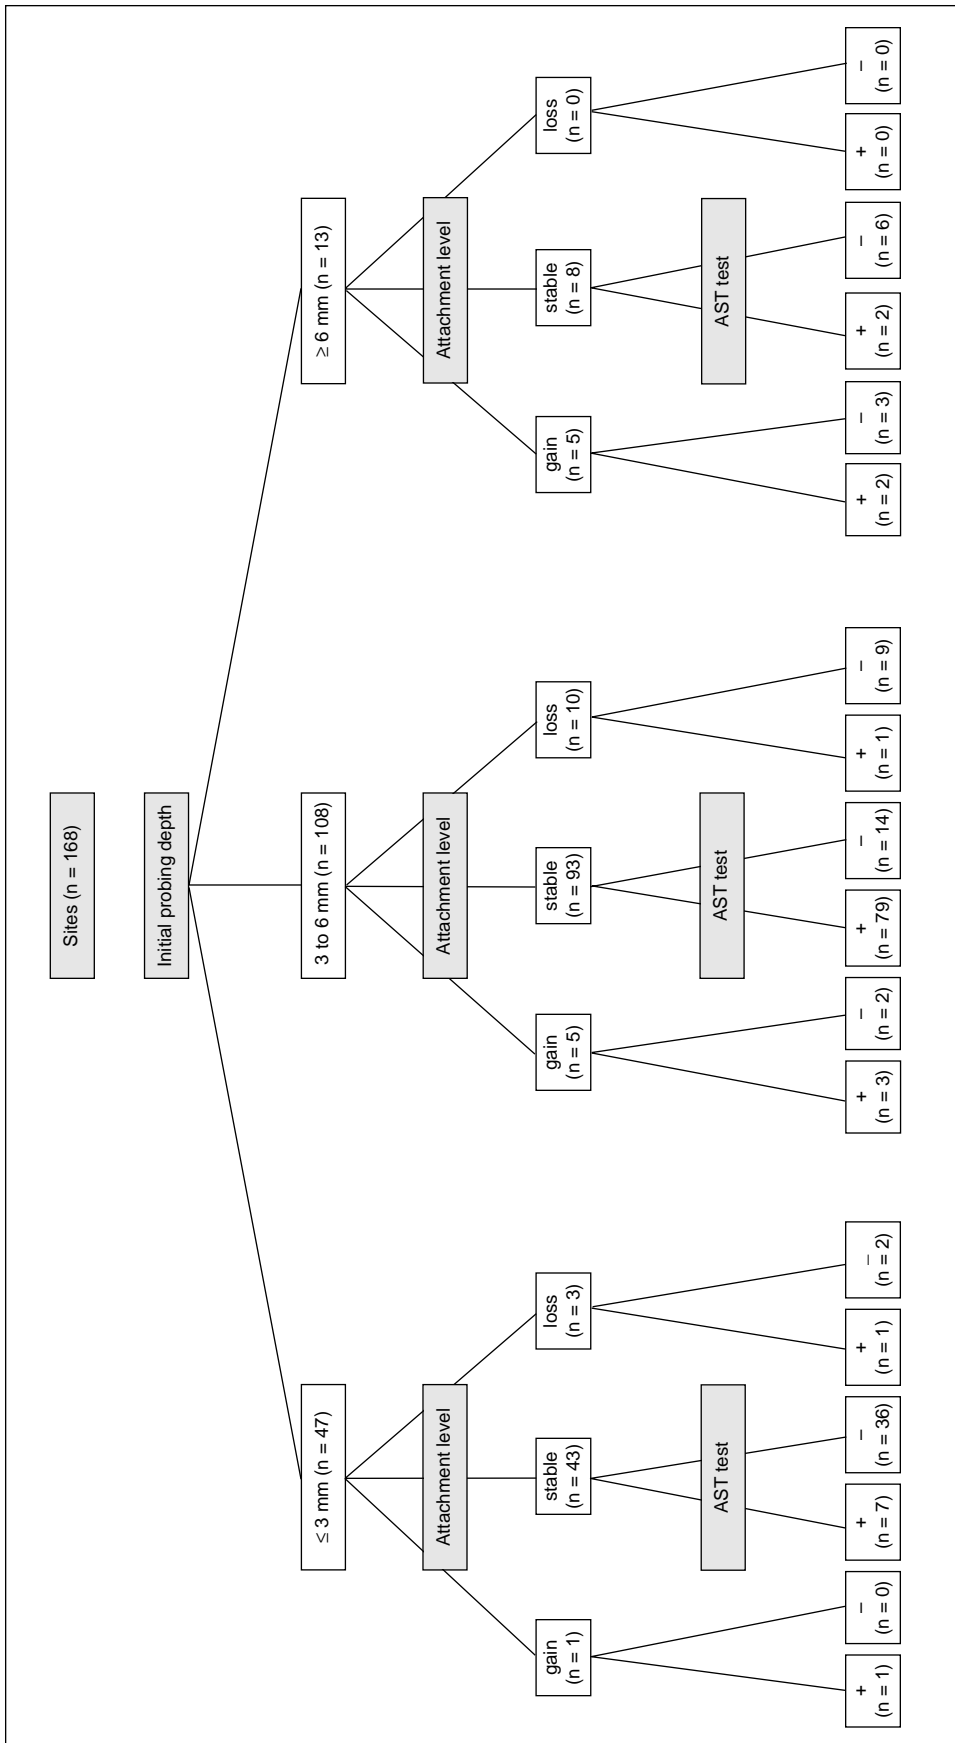 Sites (n = 168)
Initial probing depth
≤ 3 mm (n = 47)
3 to 6 mm (n = 108)
≥ 6 mm (n = 13)
Attachment level
Attachment level
Attachment level
gain
(n = 1)
stable
(n = 43)
loss
(n = 3)
gain
(n = 5)
stable
(n = 93)
loss
(n = 10)
gain
(n = 5)
stable
(n = 8)
loss
(n = 0)
AST test
AST test
AST test
+
(n = 1)
−
(n = 0)
+
(n = 7)
−
(n = 36)
+
(n = 1)
−
(n = 2)
+
(n = 3)
−
(n = 2)
+
(n = 79)
−
(n = 14)
+
(n = 1)
−
(n = 9)
+
(n = 2)
−
(n = 3)
+
(n = 2)
−
(n = 6)
+
(n = 0)
−
(n = 0)